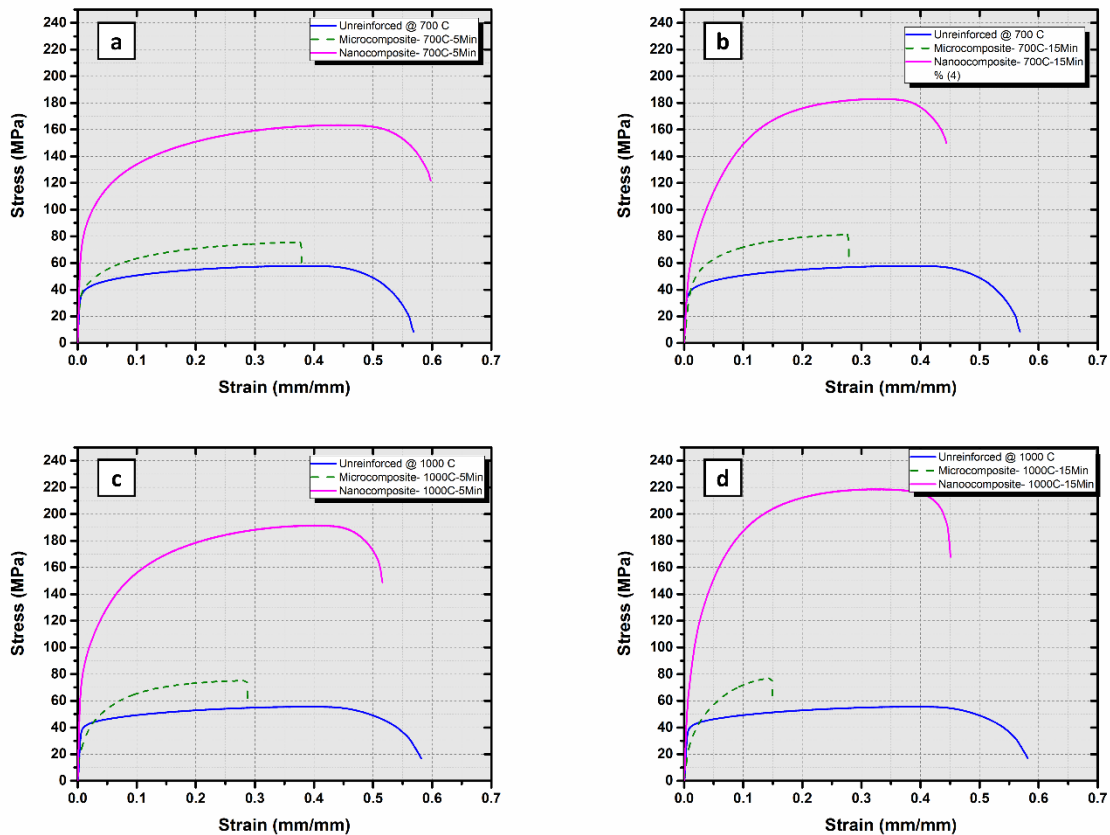 a
Unreinforced @ 700 C
Microcomposite- 700C-5Min
Nanocomposite- 700C-5Min
240
220
200
180
160
140
120
100
80
60
40
20
0
Stress (MPa)
0.0 0.1 0.2 0.3 0.4 0.5 0.6 0.7
Strain (mm/mm)
b
Unreinforced @ 700 C
Microcomposite- 700C-15Min
Nanoocomposite- 700C-15Min
% (4)
240
220
200
180
160
140
120
100
80
60
40
20
0
Stress (MPa)
0.0 0.1 0.2 0.3 0.4 0.5 0.6 0.7
Strain (mm/mm)
c
Unreinforced @ 1000 C
Microcomposite- 1000C-5Min
Nanocomposite- 1000C-5Min
240
220
200
180
160
140
120
100
80
60
40
20
0
Stress (MPa)
0.0 0.1 0.2 0.3 0.4 0.5 0.6 0.7
Strain (mm/mm)
d
Unreinforced @ 1000 C
Microcomposite- 1000C-15Min
Nanoocomposite- 1000C-15Min
240
220
200
180
160
140
120
100
80
60
40
20
0
Stress (MPa)
0.0 0.1 0.2 0.3 0.4 0.5 0.6 0.7
Strain (mm/mm)